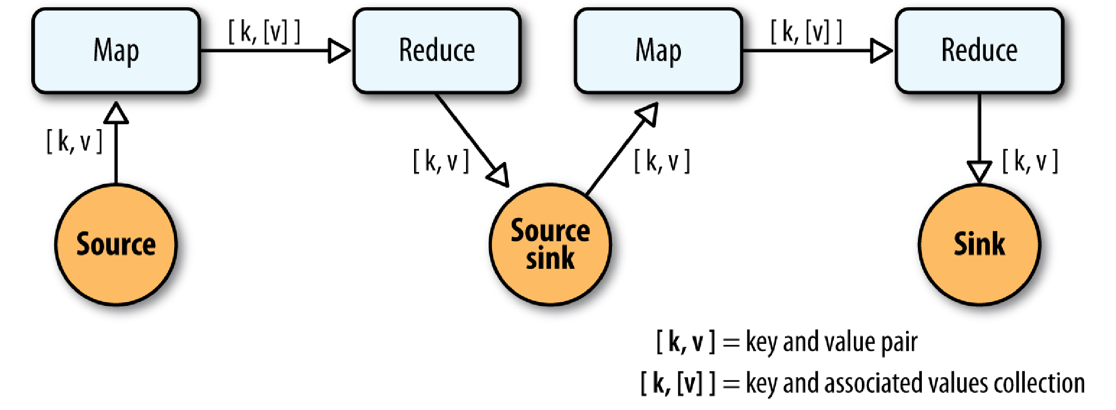 Map
[ k, [v] ]
Reduce
Map
[ k, [v] ]
Reduce
[ k, v ]
[ k, v ]
[ k, v ]
[ k, v ]
Source
Source
sink
Sink
[ k, v ] = key and value pair
[ k, [v] ] = key and associated values collection